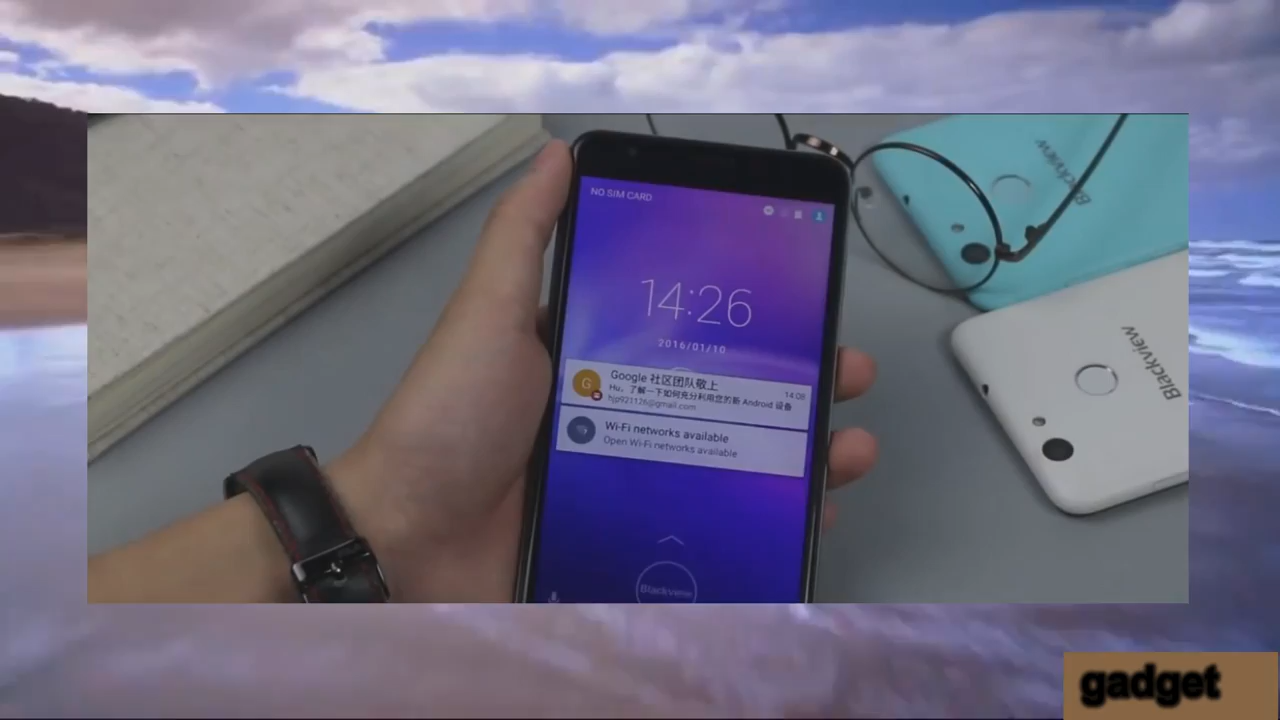 NO SIM CARD
14:26
2016/01/10
Google 社区团队敬上
14:08
Hu，了解一下如何充分利用您的新 Android 设备
hjp921126@gmail.com
Wi-Fi networks available
Open Wi-Fi networks available
Blackview
Blackview
Blackview
gadget